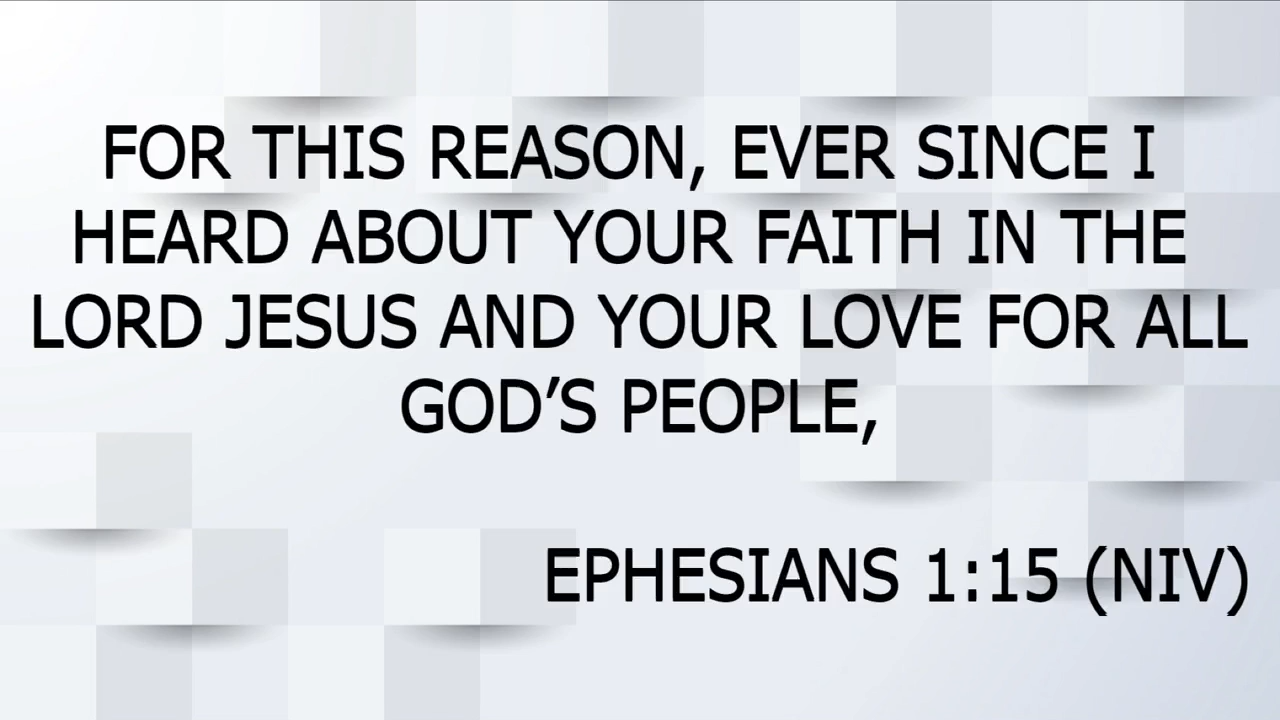 FOR THIS REASON, EVER SINCE I
HEARD ABOUT YOUR FAITH IN THE
LORD JESUS AND YOUR LOVE FOR ALL
GOD’S PEOPLE,
EPHESIANS 1:15 (NIV)